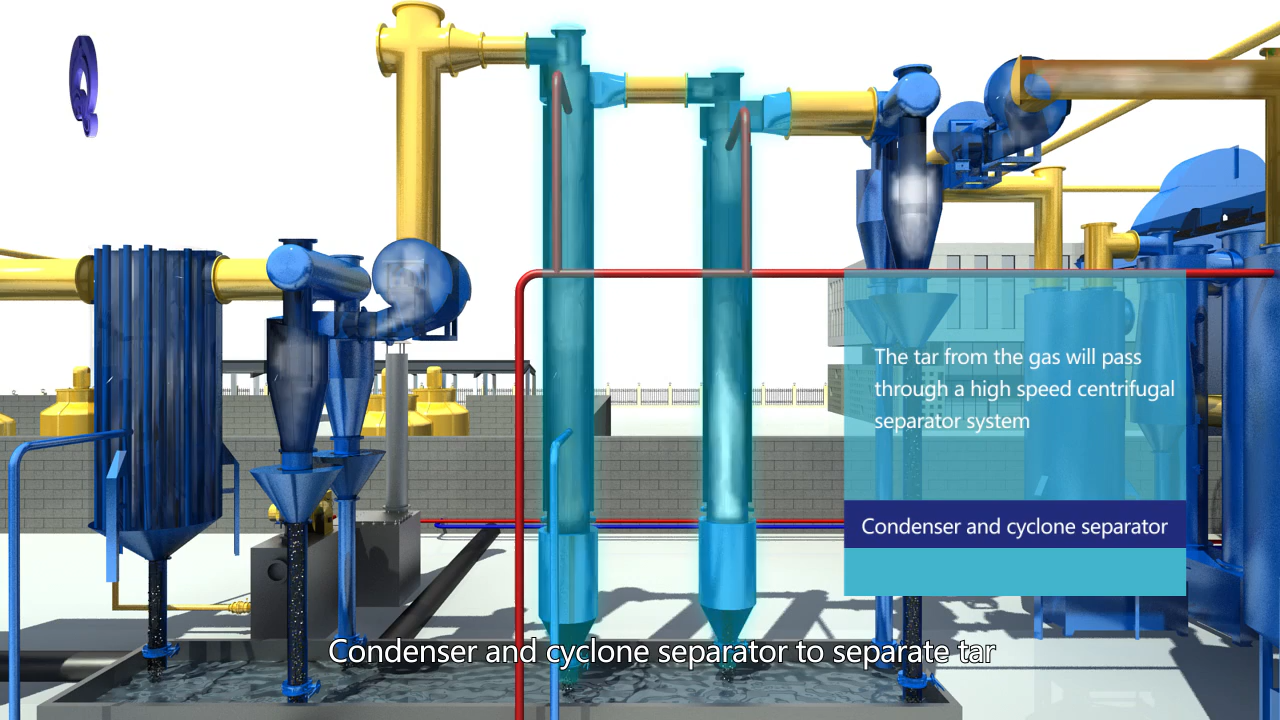 The tar from the gas will pass
through a high speed centrifugal
separator system
Condenser and cyclone separator
Condenser and cyclone separator to separate tar